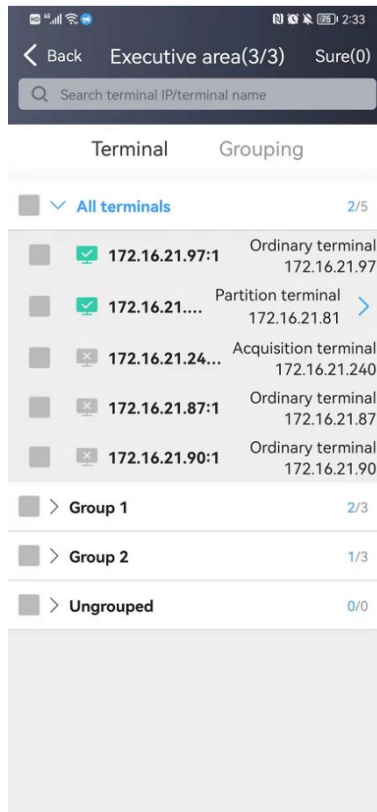 HD 46 75 2:33
Back Executive area(3/3) Sure(0)
Search terminal IP/terminal name
Terminal Grouping
All terminals 2/5
172.16.21.97:1 Ordinary terminal
172.16.21.97
172.16.21.... Partition terminal
172.16.21.81
172.16.21.24... Acquisition terminal
172.16.21.240
172.16.21.87:1 Ordinary terminal
172.16.21.87
172.16.21.90:1 Ordinary terminal
172.16.21.90
Group 1 2/3
Group 2 1/3
Ungrouped 0/0